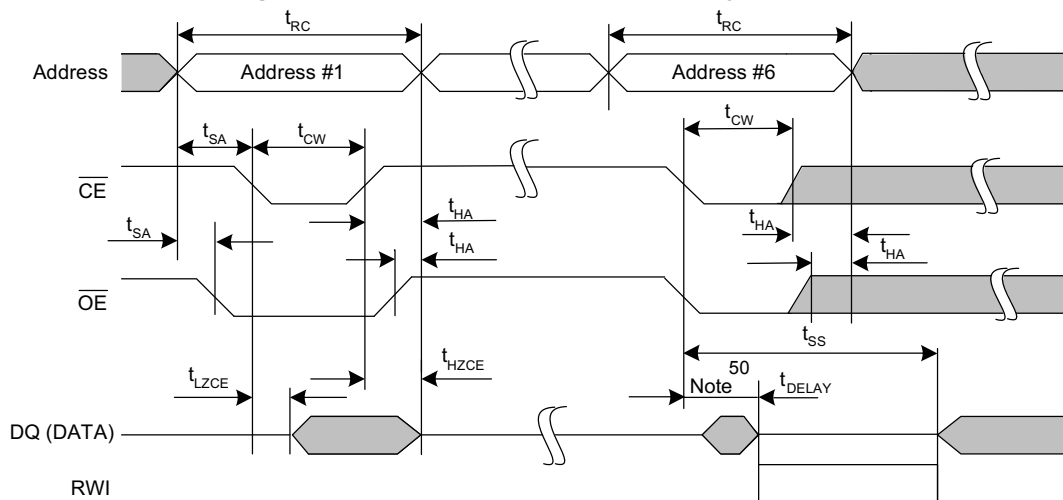 tRC tRC
Address Address #1 Address #6
tSA tCW tCW
CE
tSA tHA tHA
tHA tHA
OE
tSS
tLZCE tHZCE 50
Note tDELAY
DQ (DATA)
RWI